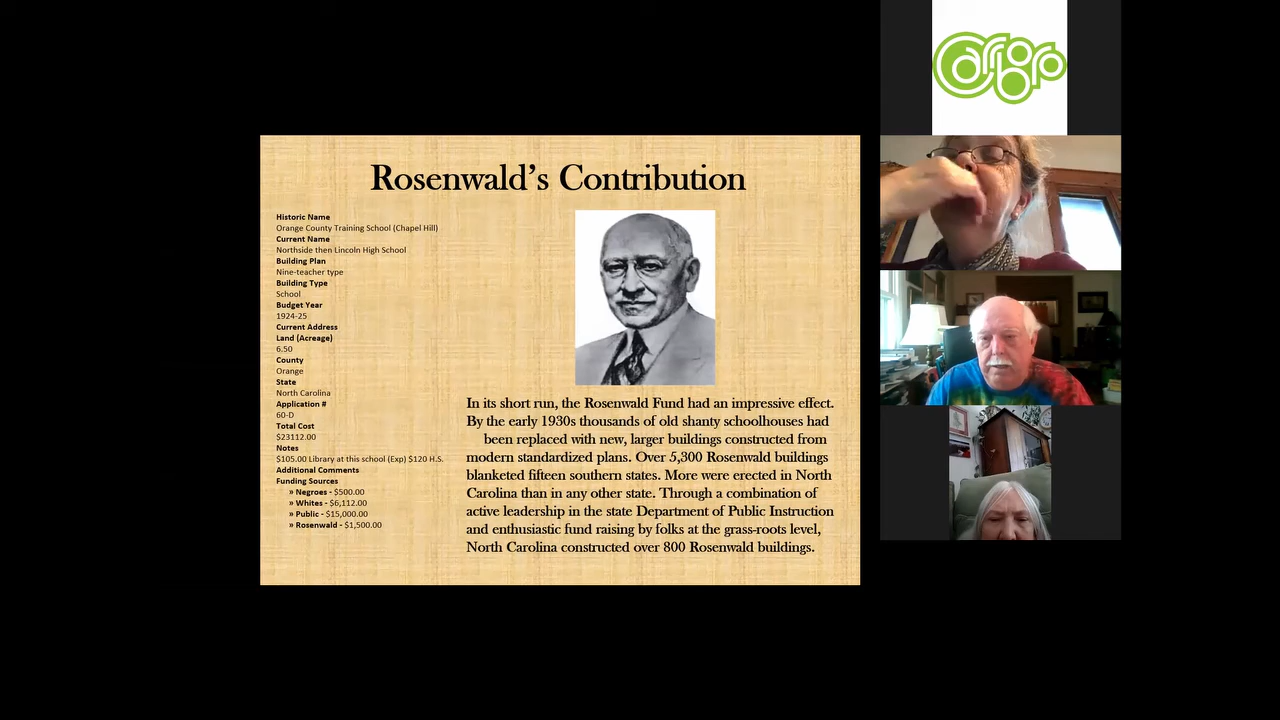 Rosenwald's Contribution
Historic Name
Orange County Training School (Chapel Hill)
Current Name
Northside then Lincoln High School
Building Plan
Nine-teacher type
Building Type
School
Budget Year
1924-25
Current Address
Land (Acreage)
6.50
County
Orange
State
North Carolina
Application #
60-D
Total Cost
$23112.00
Notes
$105.00 Library at this school (Exp) $120 H.S.
Additional Comments
Funding Sources
» Negroes - $500.00
» Whites - $6,112.00
» Public - $15,000.00
» Rosenwald - $1,500.00
In its short run, the Rosenwald Fund had an impressive effect.
By the early 1930s thousands of old shanty schoolhouses had
been replaced with new, larger buildings constructed from
modern standardized plans. Over 5,300 Rosenwald buildings
blanketed fifteen southern states. More were erected in North
Carolina than in any other state. Through a combination of
active leadership in the state Department of Public Instruction
and enthusiastic fund raising by folks at the grass-roots level,
North Carolina constructed over 800 Rosenwald buildings.
Carrboro